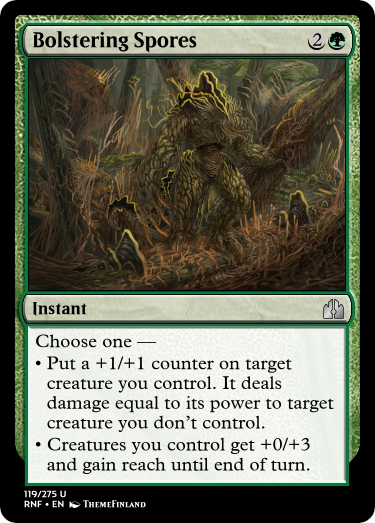 Bolstering Spores 2
Instant
Choose one —
• Put a +1/+1 counter on target
creature you control. It deals
damage equal to its power to target
creature you don't control.
• Creatures you control get +0/+3
and gain reach until end of turn.
119/275 U
RNF • EN ThemeFinland